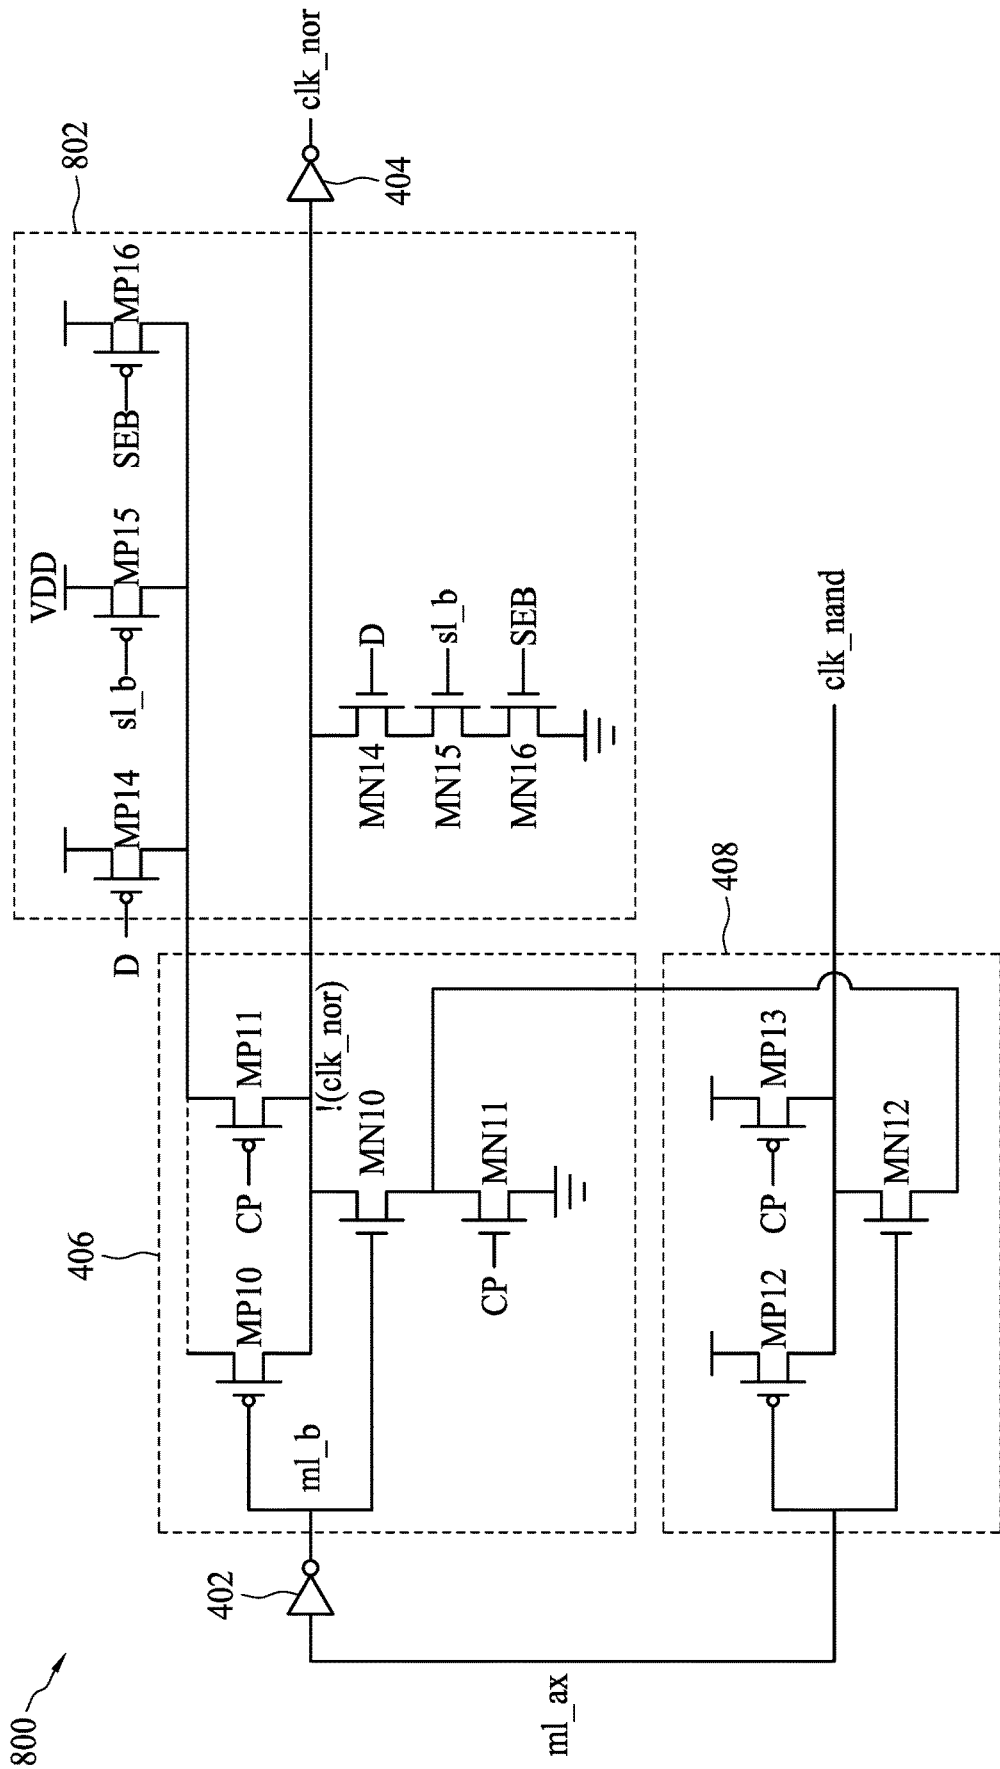 800
ml_ax
402
ml_b
406
MP10
CP
MP11
!(clk_nor)
MN10
CP
MN11
802
D
MP14
VDD
sl_b
MP15
SEB
MP16
MN14
D
MN15
sl_b
MN16
SEB
404
clk_nor
408
MP12
CP
MP13
MN12
clk_nand